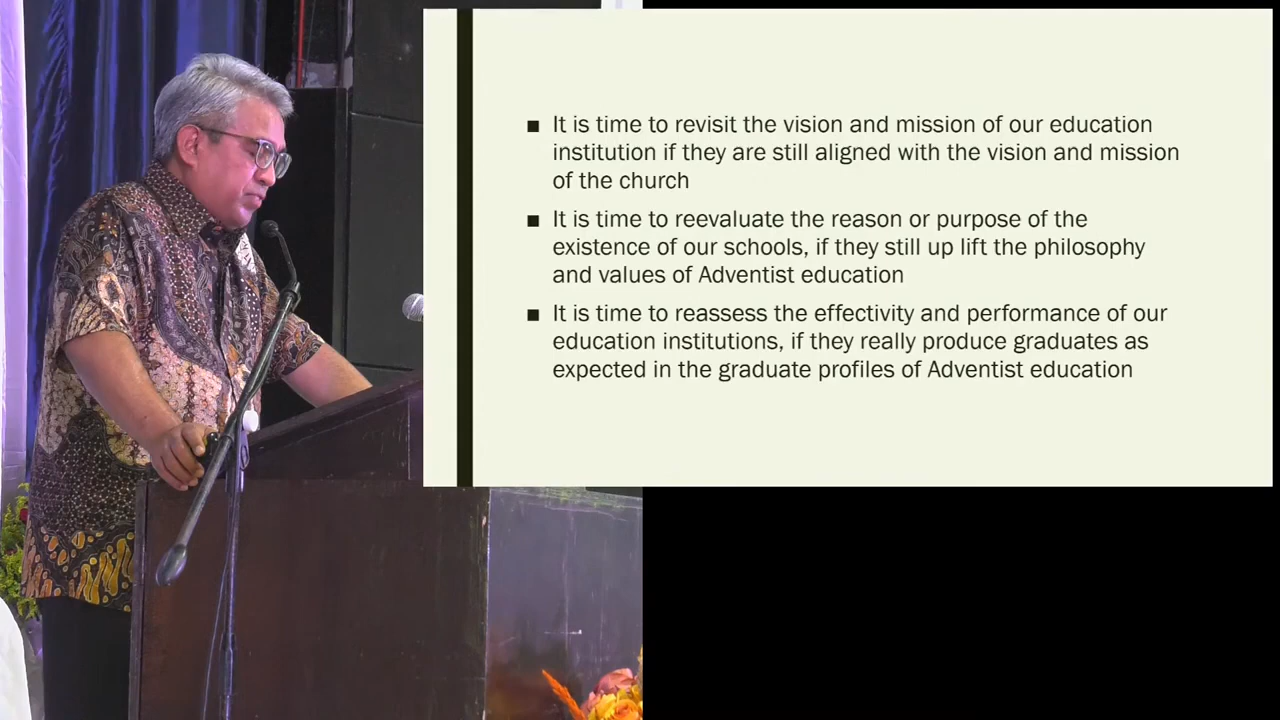 ■ It is time to revisit the vision and mission of our education
institution if they are still aligned with the vision and mission
of the church
■ It is time to reevaluate the reason or purpose of the
existence of our schools, if they still up lift the philosophy
and values of Adventist education
■ It is time to reassess the effectivity and performance of our
education institutions, if they really produce graduates as
expected in the graduate profiles of Adventist education